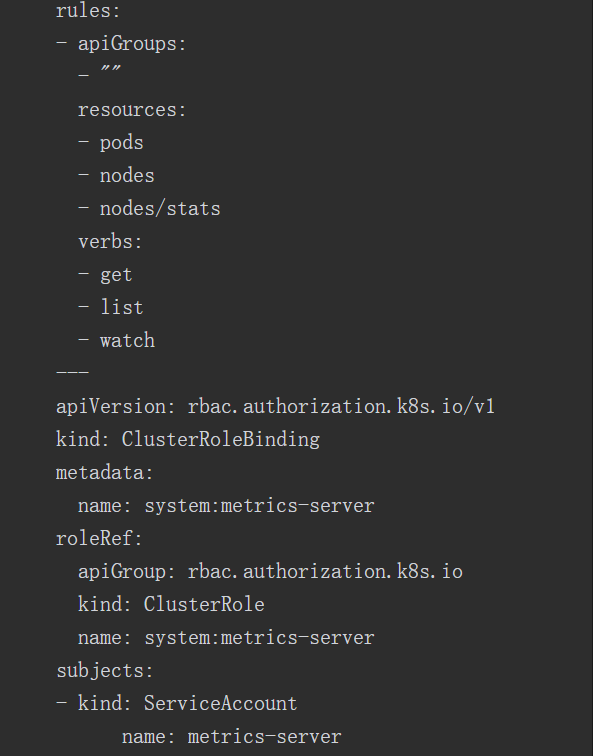 rules:
- apiGroups:
  - ""
  resources:
  - pods
  - nodes
  - nodes/stats
  verbs:
  - get
  - list
  - watch
---
apiVersion: rbac.authorization.k8s.io/v1
kind: ClusterRoleBinding
metadata:
  name: system:metrics-server
roleRef:
  apiGroup: rbac.authorization.k8s.io
  kind: ClusterRole
  name: system:metrics-server
subjects:
- kind: ServiceAccount
      name: metrics-server